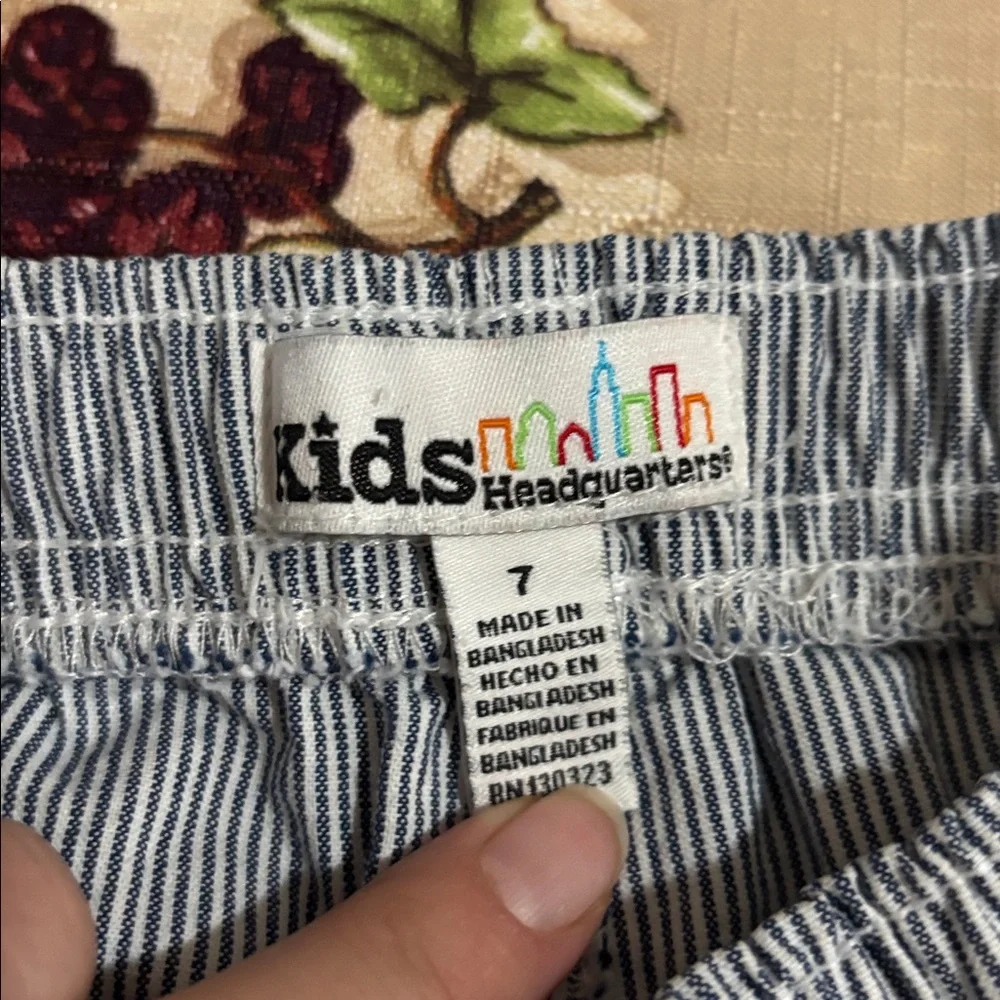 Kids
Headquarters®
7
MADE IN
BANGLADESH
HECHO EN
BANGLADESH
FABRIQUE EN
BANGLADESH
RN130323